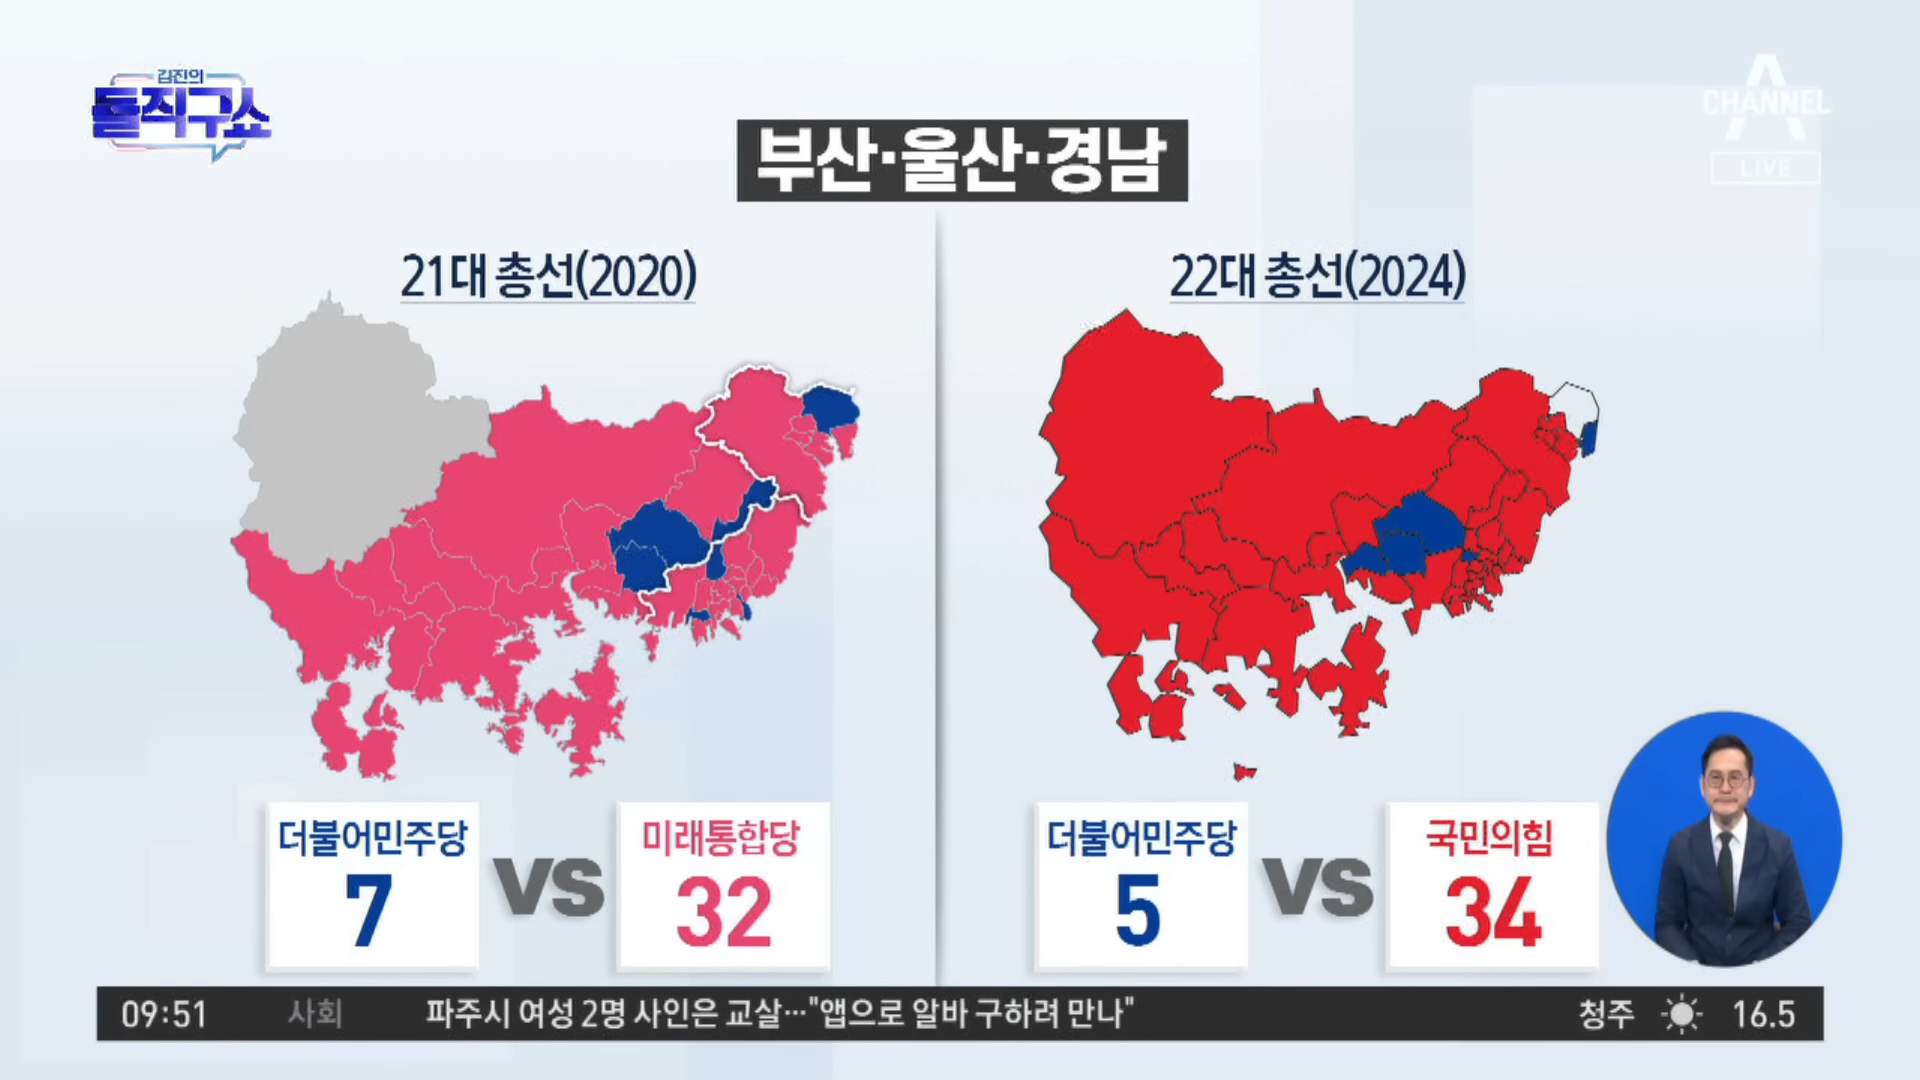 김진의
돌직구쇼
CHANNEL A
LIVE
부산·울산·경남
21대 총선(2020)
22대 총선(2024)
더불어민주당
7
VS
미래통합당
32
더불어민주당
5
VS
국민의힘
34
09:51 사회 파주시 여성 2명 사인은 교살…"앱으로 알바 구하려 만나" 청주 16.5